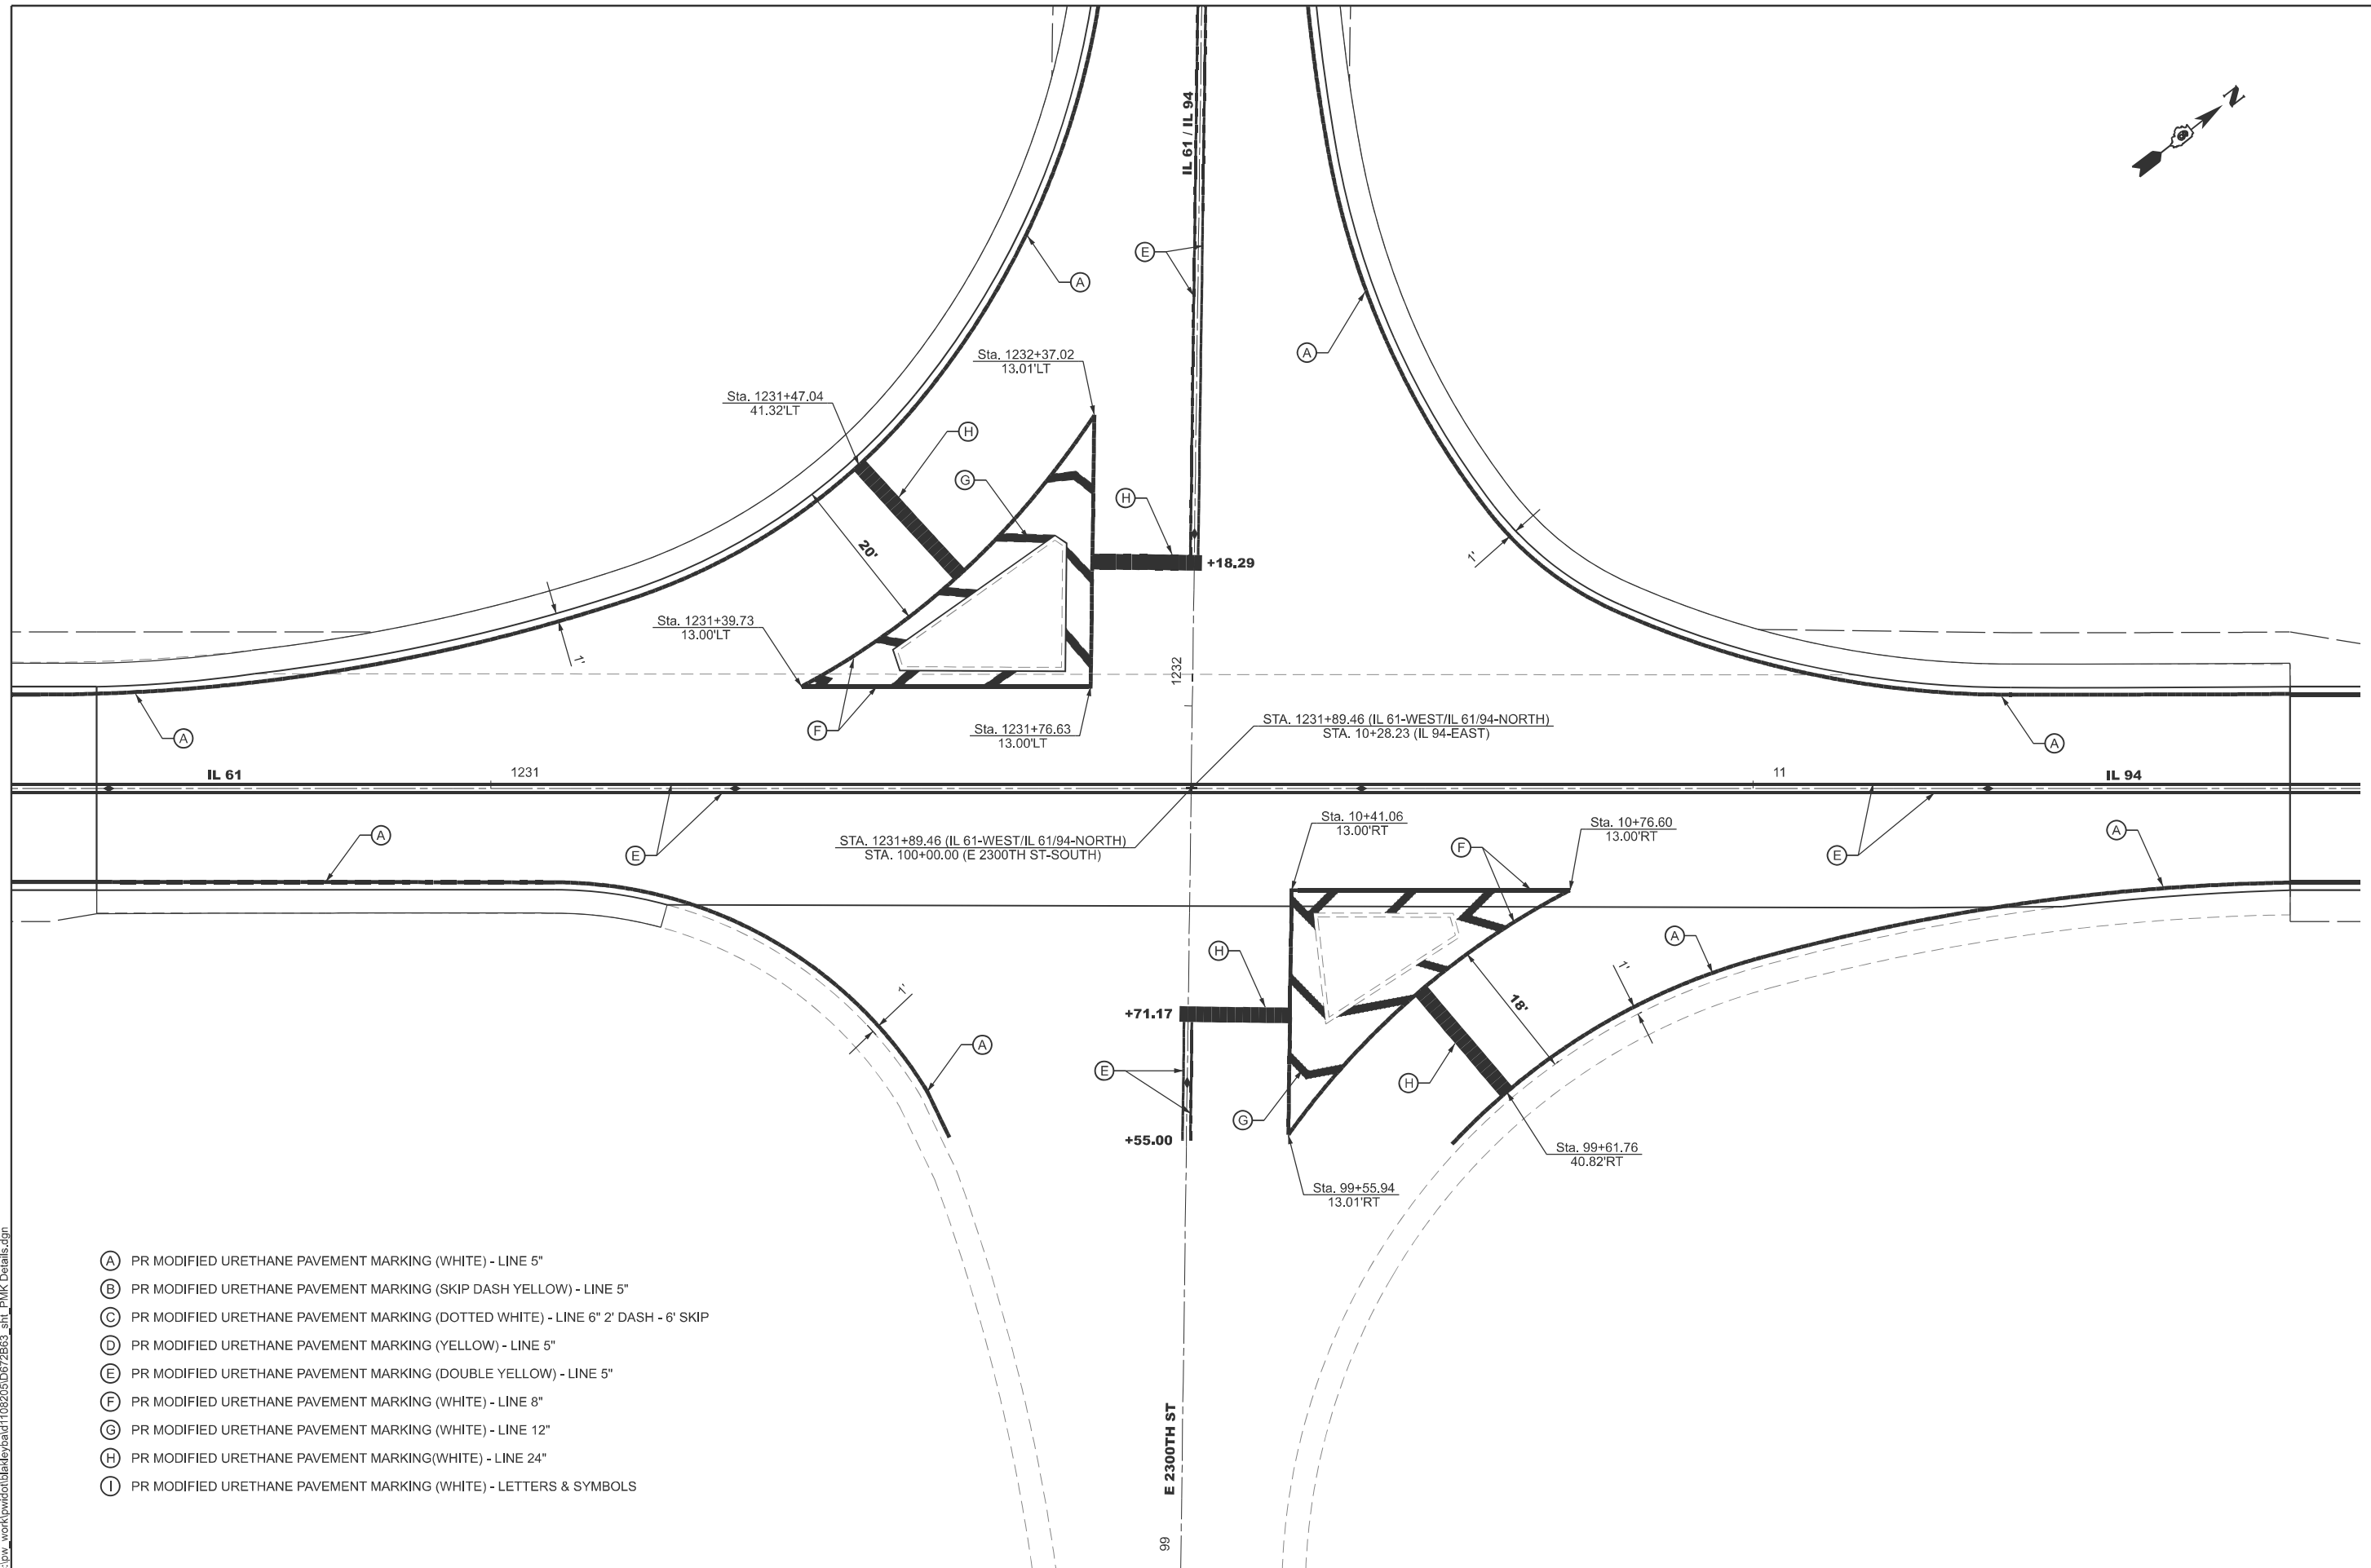 N
IL 61 / IL 94
E
A
A
Sta. 1232+37.02
13.01'LT
Sta. 1231+47.04
41.32'LT
H
G
H
20'
1'
+18.29
Sta. 1231+39.73
13.00'LT
1'
1232
F
Sta. 1231+76.63
13.00'LT
STA. 1231+89.46 (IL 61-WEST/IL 61/94-NORTH)
STA. 10+28.23 (IL 94-EAST)
A
A
IL 61
1231
11
IL 94
A
E
STA. 1231+89.46 (IL 61-WEST/IL 61/94-NORTH)
STA. 100+00.00 (E 2300TH ST-SOUTH)
Sta. 10+41.06
13.00'RT
F
Sta. 10+76.60
13.00'RT
E
A
H
A
1'
1'
18'
+71.17
A
E
H
G
+55.00
Sta. 99+61.76
40.82'RT
Sta. 99+55.94
13.01'RT
E 2300TH ST
99
A PR MODIFIED URETHANE PAVEMENT MARKING (WHITE) - LINE 5"
B PR MODIFIED URETHANE PAVEMENT MARKING (SKIP DASH YELLOW) - LINE 5"
C PR MODIFIED URETHANE PAVEMENT MARKING (DOTTED WHITE) - LINE 6" 2' DASH - 6' SKIP
D PR MODIFIED URETHANE PAVEMENT MARKING (YELLOW) - LINE 5"
E PR MODIFIED URETHANE PAVEMENT MARKING (DOUBLE YELLOW) - LINE 5"
F PR MODIFIED URETHANE PAVEMENT MARKING (WHITE) - LINE 8"
G PR MODIFIED URETHANE PAVEMENT MARKING (WHITE) - LINE 12"
H PR MODIFIED URETHANE PAVEMENT MARKING(WHITE) - LINE 24"
I PR MODIFIED URETHANE PAVEMENT MARKING (WHITE) - LETTERS & SYMBOLS